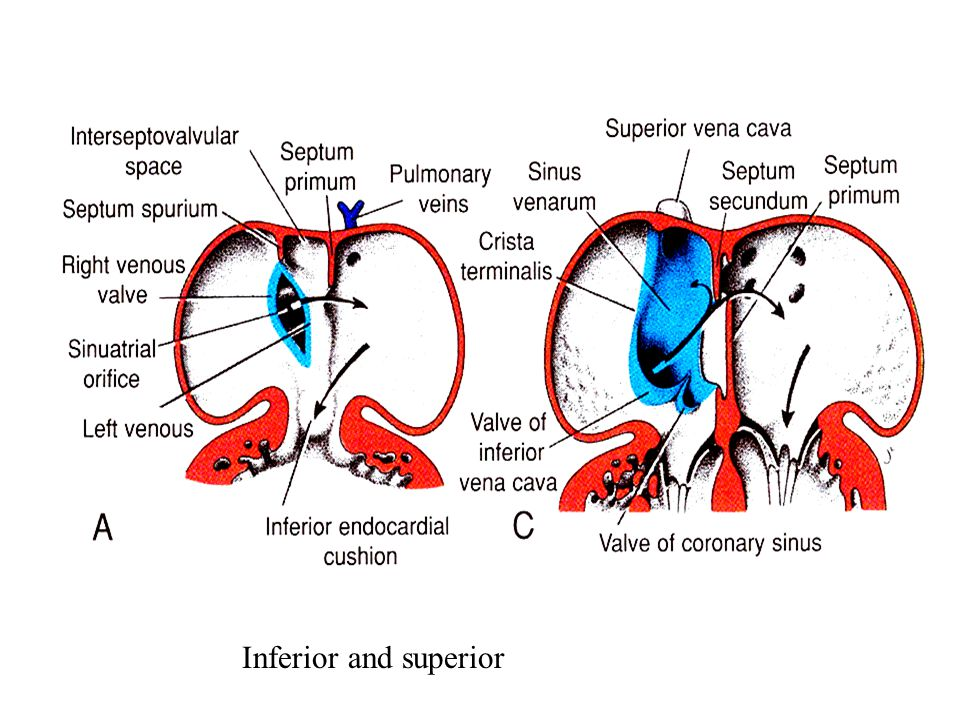 Interseptovalvular
space
Septum
primum
Pulmonary
veins
Septum spurium
Right venous
valve
Sinuatrial
orifice
Left venous
Inferior endocardial
cushion
A
Superior vena cava
Sinus
venarum
Septum
secundum
Septum
primum
Crista
terminalis
Valve of
inferior
vena cava
Valve of coronary sinus
C
Inferior and superior